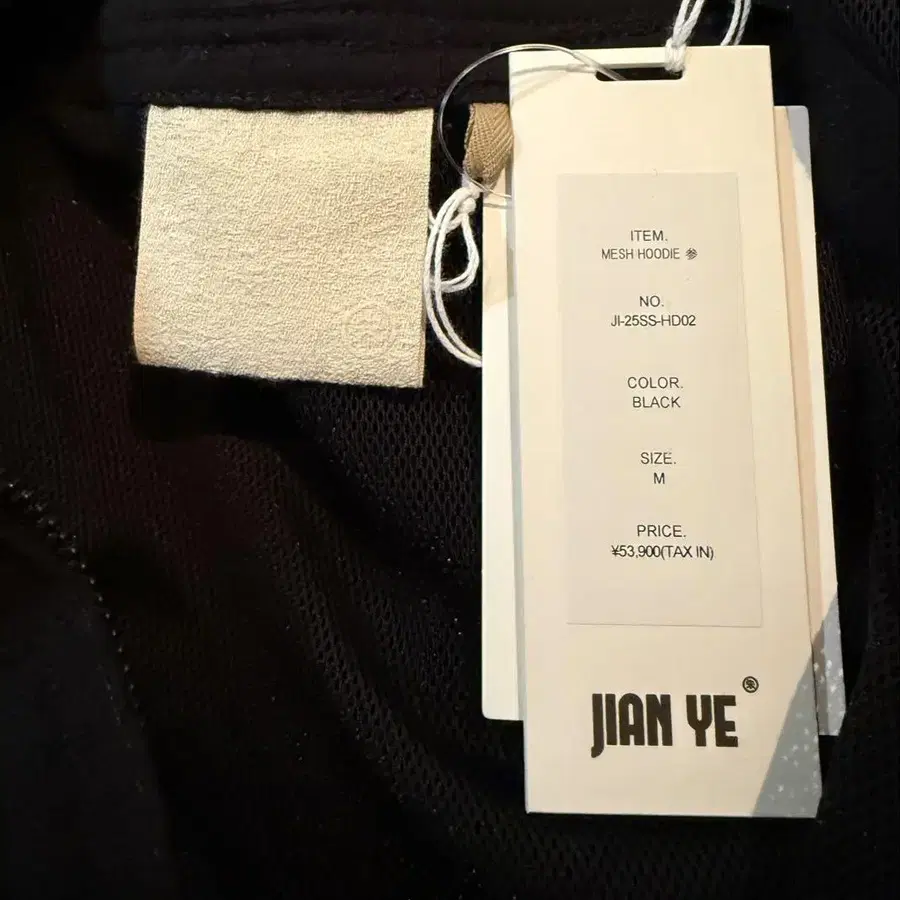 ITEM.
MESH HOODIE 参
NO.
JI-25SS-HD02
COLOR.
BLACK
SIZE.
M
PRICE.
¥53,900(TAX IN)
JIAN YE